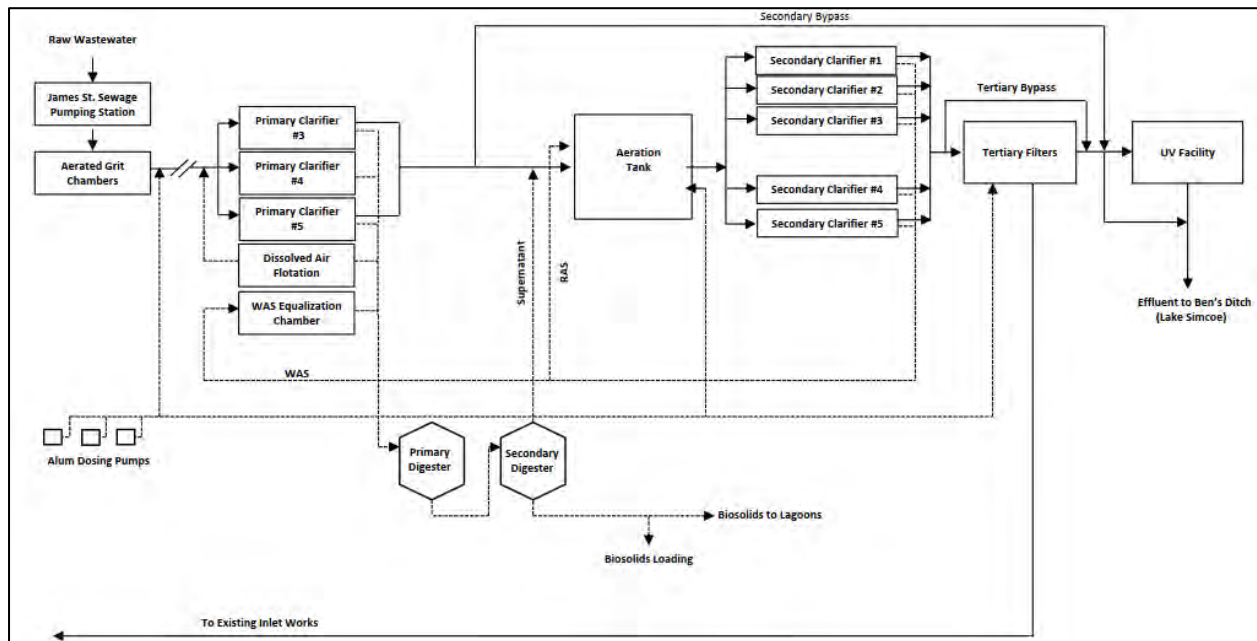 Secondary Bypass
Raw Wastewater
James St. Sewage
Pumping Station
Aerated Grit
Chambers
Primary Clarifier
#3
Primary Clarifier
#4
Primary Clarifier
#5
Dissolved Air
Flotation
WAS Equalization
Chamber
WAS
Supernatant
RAS
Aeration
Tank
Secondary Clarifier #1
Secondary Clarifier #2
Secondary Clarifier #3
Secondary Clarifier #4
Secondary Clarifier #5
Tertiary Bypass
Tertiary Filters
UV Facility
Effluent to Ben's Ditch
(Lake Simcoe)
Alum Dosing Pumps
Primary
Digester
Secondary
Digester
Biosolids to Lagoons
Biosolids Loading
To Existing Inlet Works